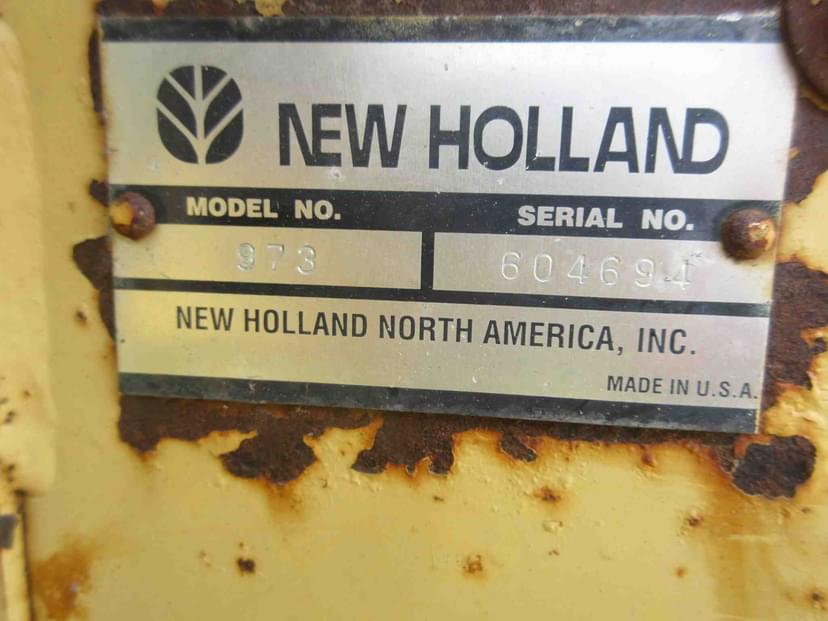 NEW HOLLAND
MODEL NO. SERIAL NO.
973 604694
NEW HOLLAND NORTH AMERICA, INC.
MADE IN U.S.A.